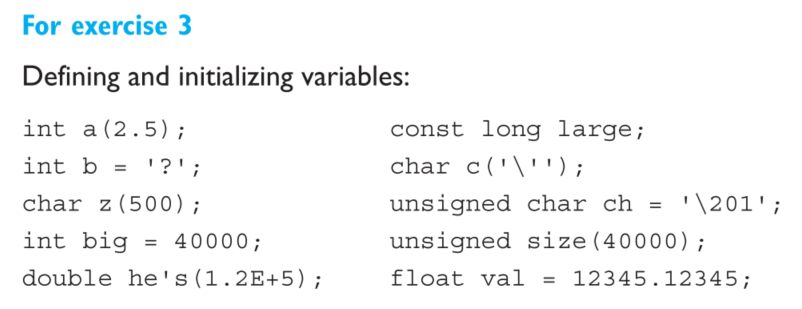 For exercise 3
Defining and initializing variables:
int a(2.5);
int b = '?';
char z(500);
int big = 40000;
double he's(1.2E+5);
const long large;
char c('\'');
unsigned char ch = '\201';
unsigned size(40000);
float val = 12345.12345;